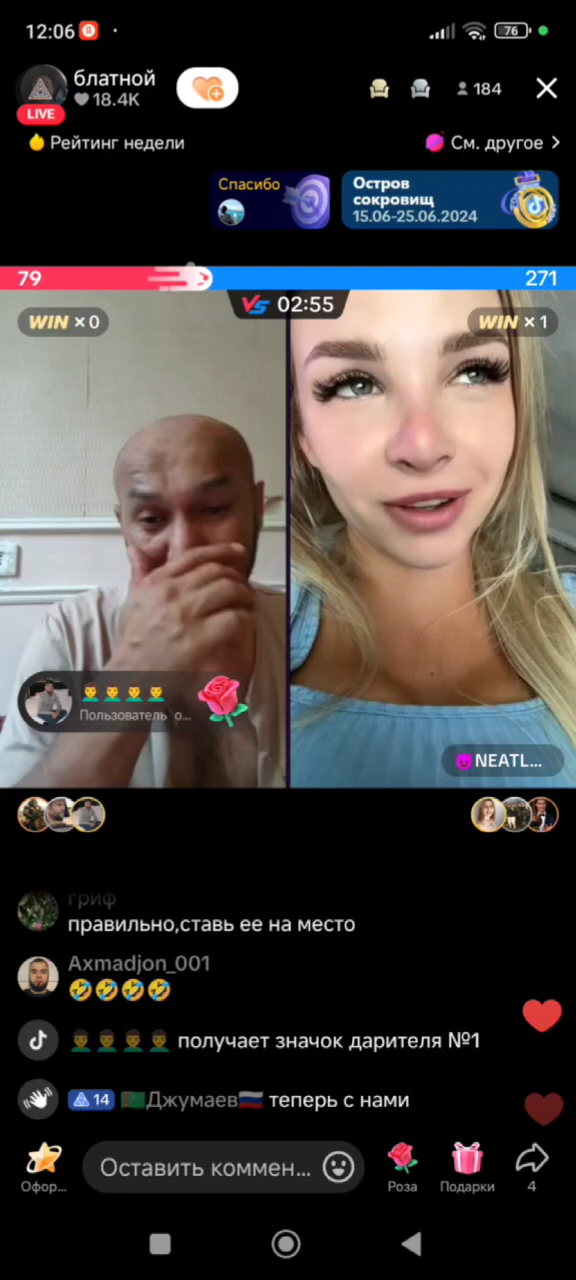 12:06
76
блатной
18.4K
184
LIVE
Рейтинг недели
См. другое
Спасибо
Остров
сокровищ
15.06-25.06.2024
79
271
VS 02:55
WIN x 0
WIN x 1
Пользователь о...
NEATL...
гриф
правильно,ставь ее на место
Axmadjon_001
получает значок дарителя №1
14 Джумаев теперь с нами
Офор...
Оставить коммен...
Роза
Подарки
4